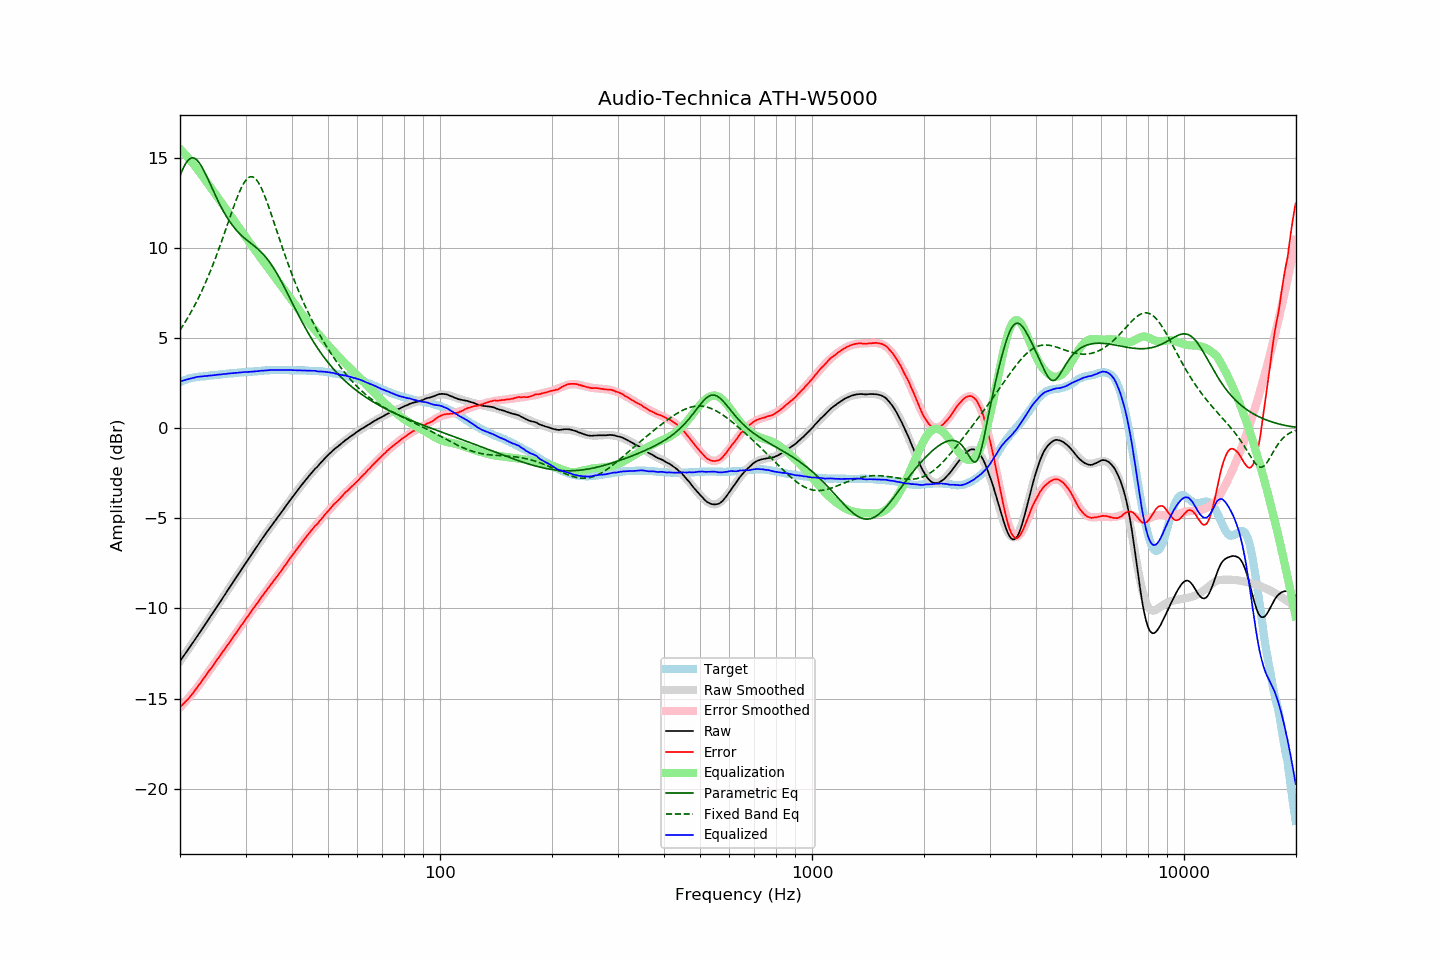 Audio-Technica ATH-W5000
15
10
5
0
−5
−10
−15
−20
Amplitude (dBr)
Target
Raw Smoothed
Error Smoothed
Raw
Error
Equalization
Parametric Eq
Fixed Band Eq
Equalized
100
1000
10000
Frequency (Hz)